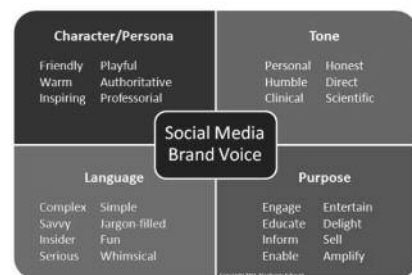 Character/Persona
Friendly Playful
Warm Authoritative
Inspiring Professorial
Tone
Personal Honest
Humble Direct
Clinical Scientific
Social Media
Brand Voice
Language
Complex Simple
Savvy Jargon-filled
Insider Fun
Serious Whimsical
Purpose
Engage Entertain
Educate Delight
Inform Sell
Enable Amplify